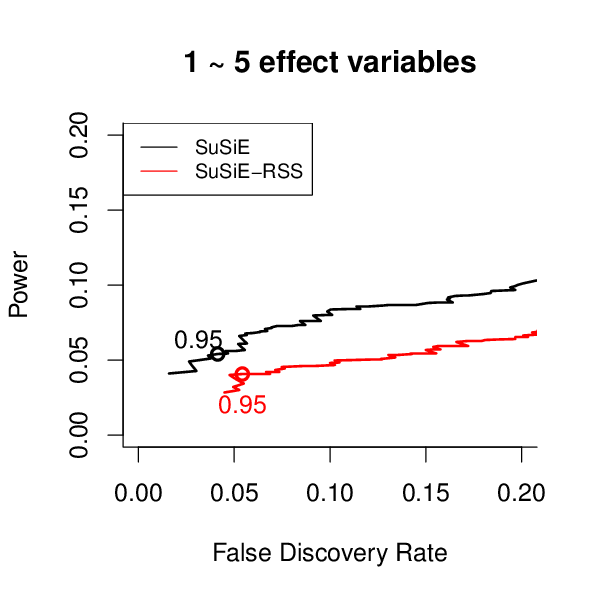 1 ~ 5 effect variables
Power
0.20
0.15
0.10
0.05
0.00
SuSiE
SuSiE−RSS
0.95
0.95
0.00 0.05 0.10 0.15 0.20
False Discovery Rate